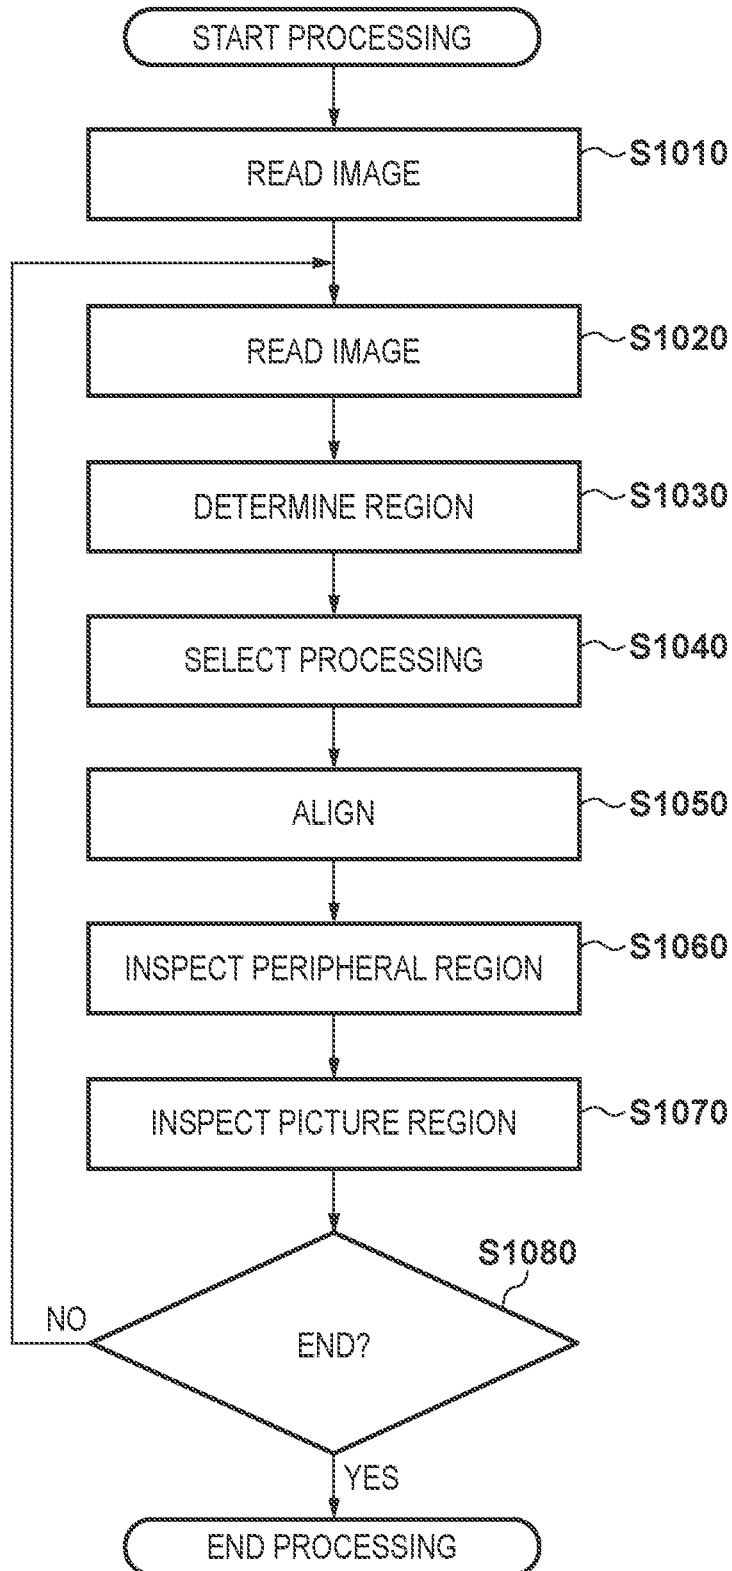 START PROCESSING
READ IMAGE
S1010
READ IMAGE
S1020
DETERMINE REGION
S1030
SELECT PROCESSING
S1040
ALIGN
S1050
INSPECT PERIPHERAL REGION
S1060
INSPECT PICTURE REGION
S1070
S1080
NO
END?
YES
END PROCESSING